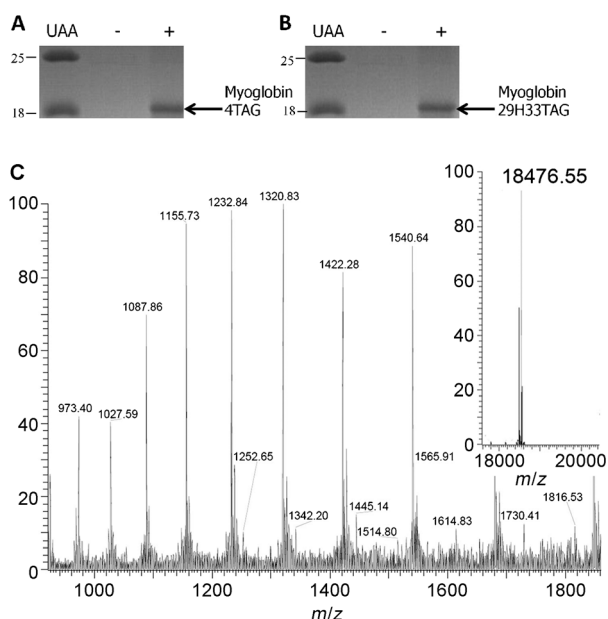 A
UAA - +
25
18
Myoglobin
4TAG
B
UAA - +
25
18
Myoglobin
29H33TAG
C
100
80
60
40
20
0
973.40
1027.59
1087.86
1155.73
1232.84
1252.65
1320.83
1342.20
1422.28
1445.14
1514.80
1540.64
1565.91
1614.83
1730.41
1816.53
1000 1200 1400 1600 1800
m/z
18476.55
100
80
60
40
20
0
18000 20000
m/z